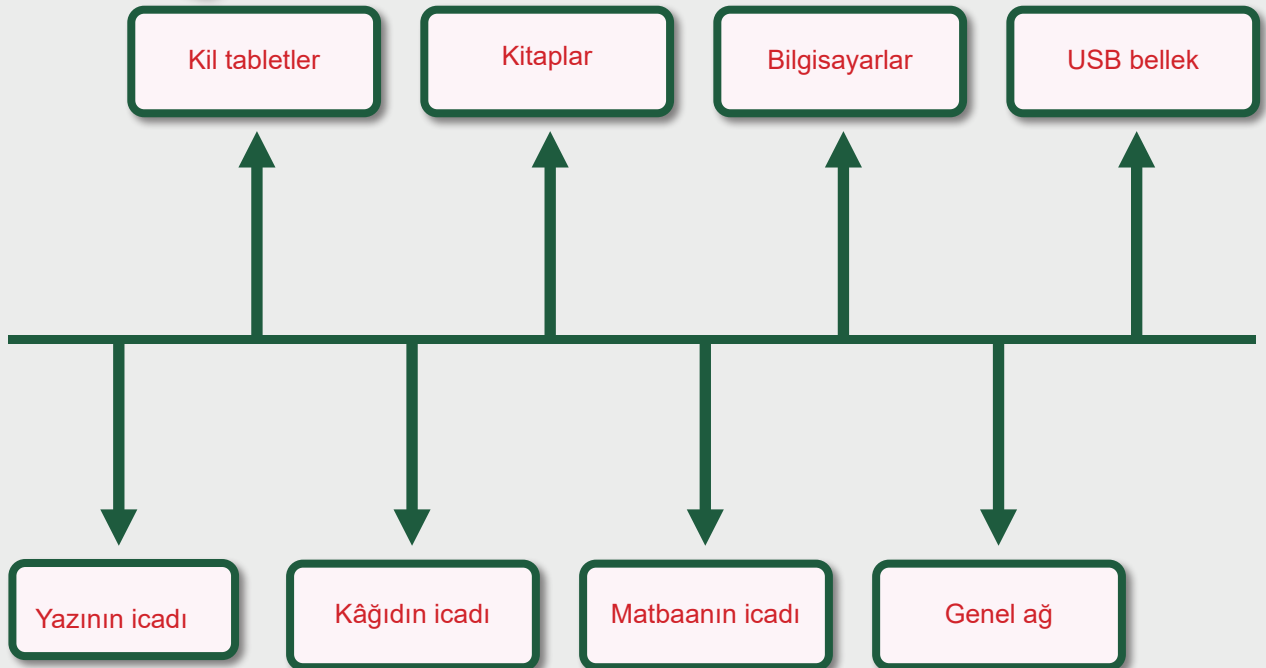 Kil tabletler
Kitaplar
Bilgisayarlar
USB bellek
Yazının icadı
Kâğıdın icadı
Matbaanın icadı
Genel ağ